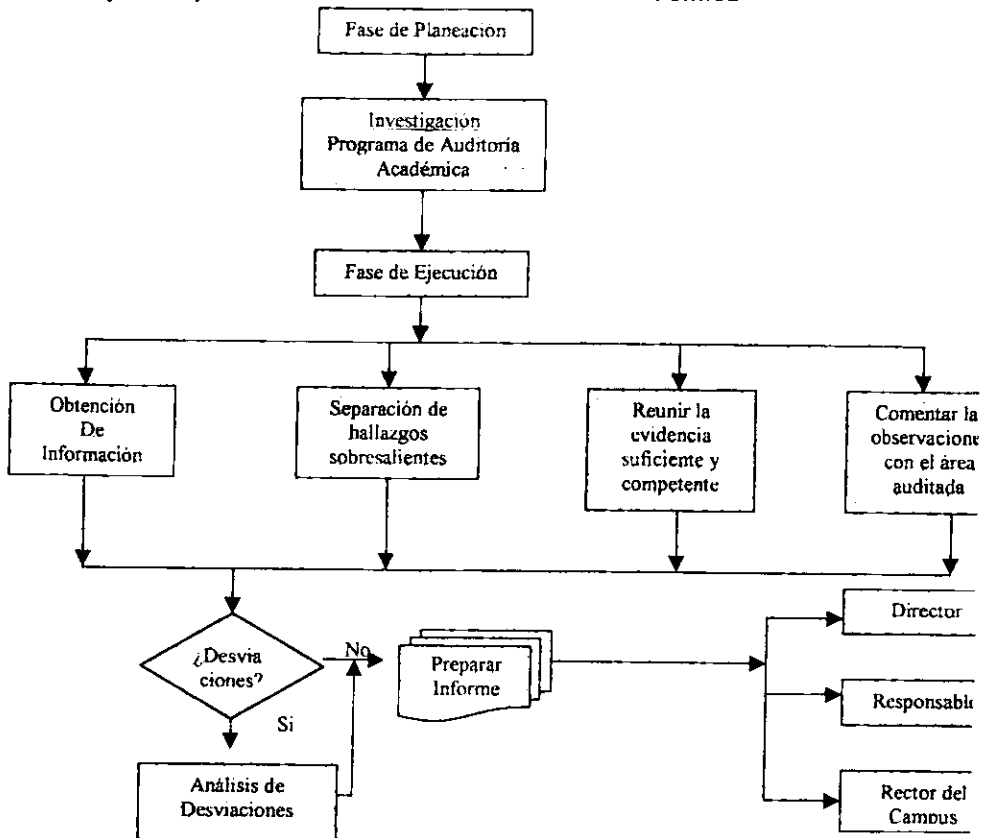 Fase de Planeación
Investigación
Programa de Auditoría
Académica
Fase de Ejecución
Obtención
De
Información
Separación de
hallazgos
sobresalientes
Reunir la
evidencia
suficiente y
competente
Comentar la
observacione
con el área
auditada
¿Desvia
ciones?
No
Si
Preparar
Informe
Análisis de
Desviaciones
Director
Responsable
Rector del
Campus